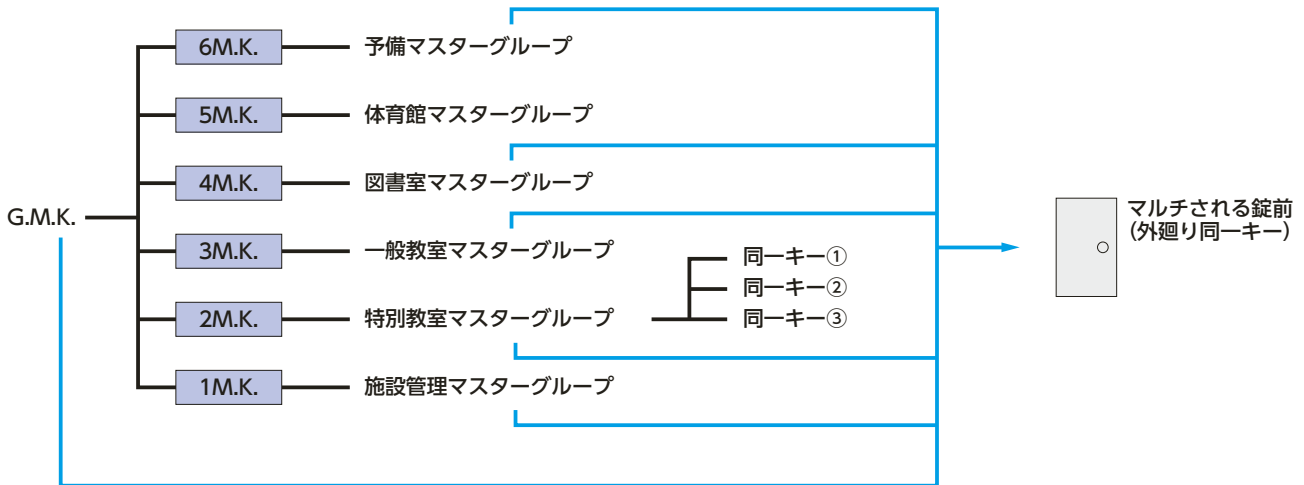 6M.K.
予備マスターグループ
5M.K.
体育館マスターグループ
4M.K.
図書室マスターグループ
G.M.K.
3M.K.
一般教室マスターグループ
2M.K.
特別教室マスターグループ
同一キー①
同一キー②
同一キー③
1M.K.
施設管理マスターグループ
マルチされる錠前
（外廻り同一キー）